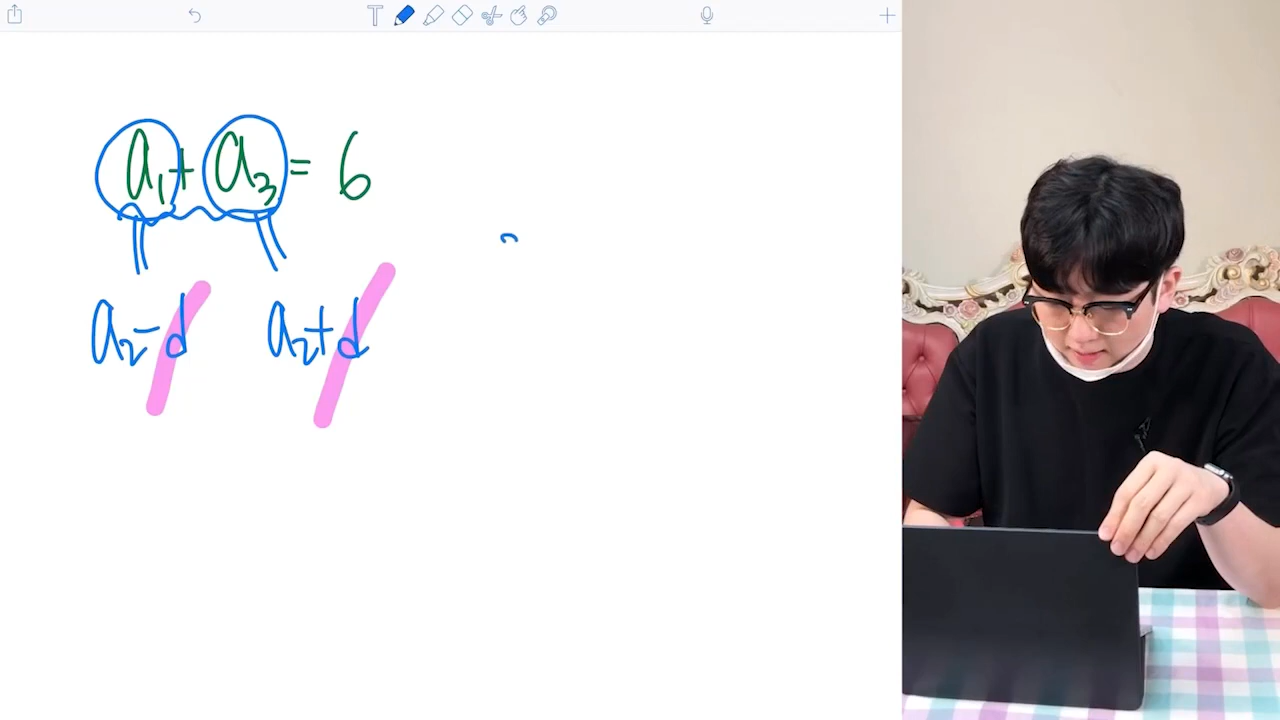 a₁ + a₃ = 6
a₂-d a₂+d